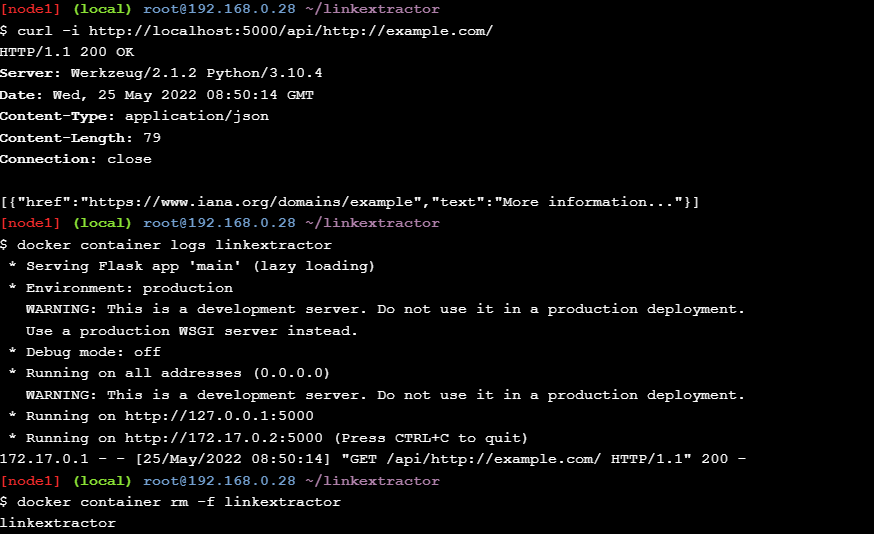 [node1] (local) root@192.168.0.28 ~/linkextractor
$ curl -i http://localhost:5000/api/http://example.com/
HTTP/1.1 200 OK
Server: Werkzeug/2.1.2 Python/3.10.4
Date: Wed, 25 May 2022 08:50:14 GMT
Content-Type: application/json
Content-Length: 79
Connection: close

[{"href":"https://www.iana.org/domains/example","text":"More information..."}]
[node1] (local) root@192.168.0.28 ~/linkextractor
$ docker container logs linkextractor
 * Serving Flask app 'main' (lazy loading)
 * Environment: production
   WARNING: This is a development server. Do not use it in a production deployment.
   Use a production WSGI server instead.
 * Debug mode: off
 * Running on all addresses (0.0.0.0)
   WARNING: This is a development server. Do not use it in a production deployment.
 * Running on http://127.0.0.1:5000
 * Running on http://172.17.0.2:5000 (Press CTRL+C to quit)
172.17.0.1 - - [25/May/2022 08:50:14] "GET /api/http://example.com/ HTTP/1.1" 200 -
[node1] (local) root@192.168.0.28 ~/linkextractor
$ docker container rm -f linkextractor
linkextractor